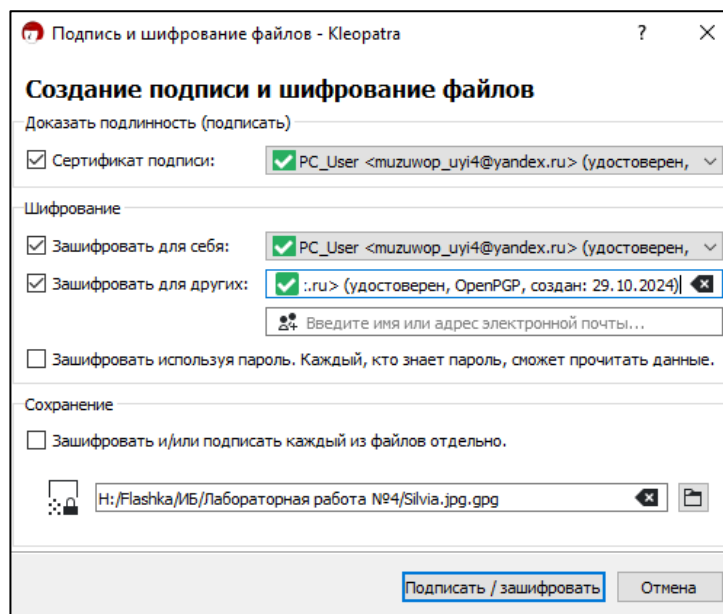 Подпись и шифрование файлов - Kleopatra
Создание подписи и шифрование файлов
Доказать подлинность (подписать)
Сертификат подписи: PC_User <muzuwop_uyi4@yandex.ru> (удостоверен,
Шифрование
Зашифровать для себя: PC_User <muzuwop_uyi4@yandex.ru> (удостоверен,
Зашифровать для других: :.ru> (удостоверен, OpenPGP, создан: 29.10.2024)
Введите имя или адрес электронной почты...
Зашифровать используя пароль. Каждый, кто знает пароль, сможет прочитать данные.
Сохранение
Зашифровать и/или подписать каждый из файлов отдельно.
H:/Flashka/ИБ/Лабораторная работа №4/Silvia.jpg.gpg
Подписать / зашифровать Отмена